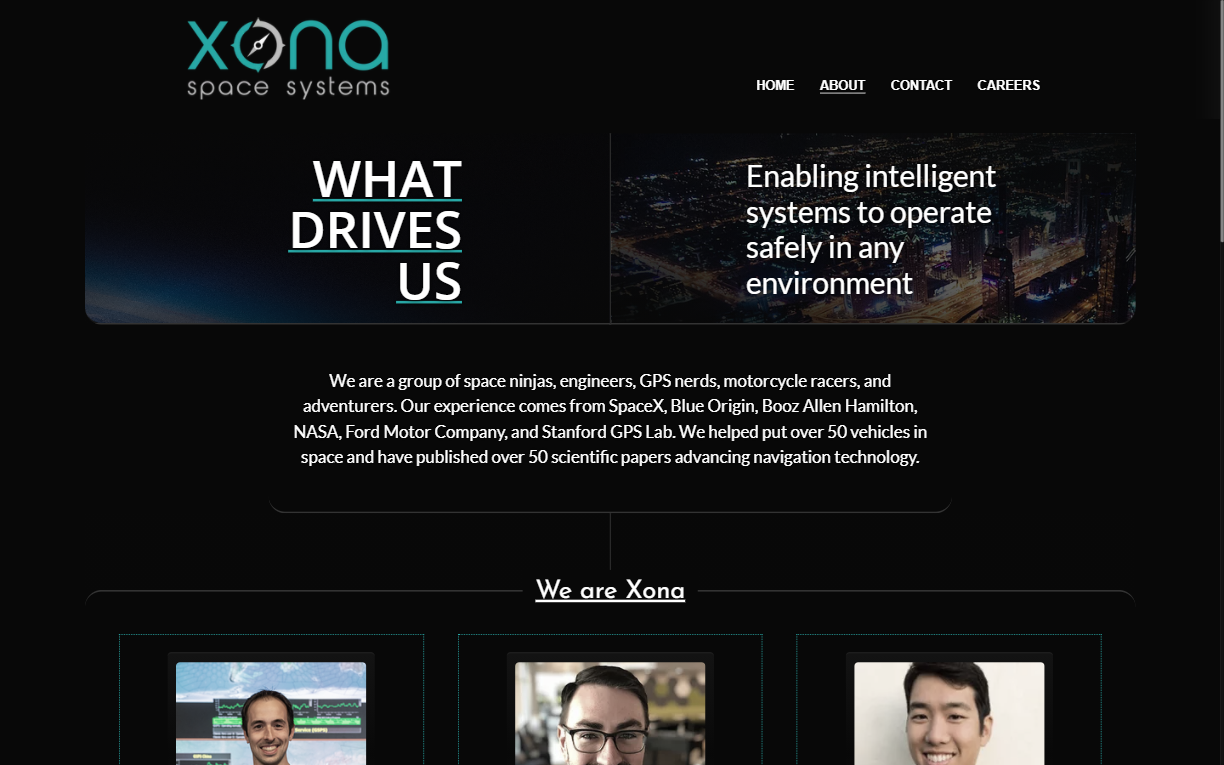 xona
space systems
HOME ABOUT CONTACT CAREERS
WHAT
DRIVES
US
Enabling intelligent
systems to operate
safely in any
environment
We are a group of space ninjas, engineers, GPS nerds, motorcycle racers, and
adventurers. Our experience comes from SpaceX, Blue Origin, Booz Allen Hamilton,
NASA, Ford Motor Company, and Stanford GPS Lab. We helped put over 50 vehicles in
space and have published over 50 scientific papers advancing navigation technology.
We are Xona